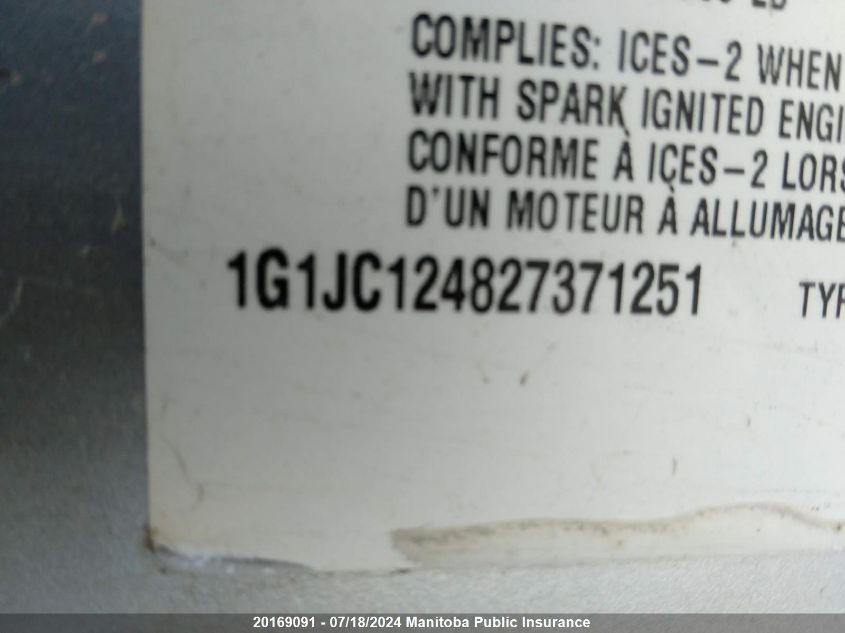 COMPLIES: ICES-2 WHEN
WITH SPARK IGNITED ENGI
CONFORME À ICES-2 LORS
D'UN MOTEUR À ALLUMAGE
1G1JC124827371251 TYP
20169091 - 07/18/2024 Manitoba Public Insurance